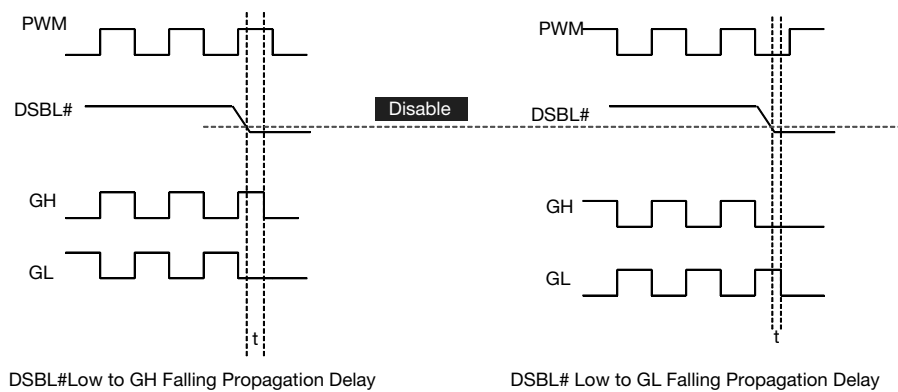 PWM
DSBL#
GH
GL
t
DSBL#Low to GH Falling Propagation Delay
Disable
PWM
DSBL#
GH
GL
t
DSBL# Low to GL Falling Propagation Delay